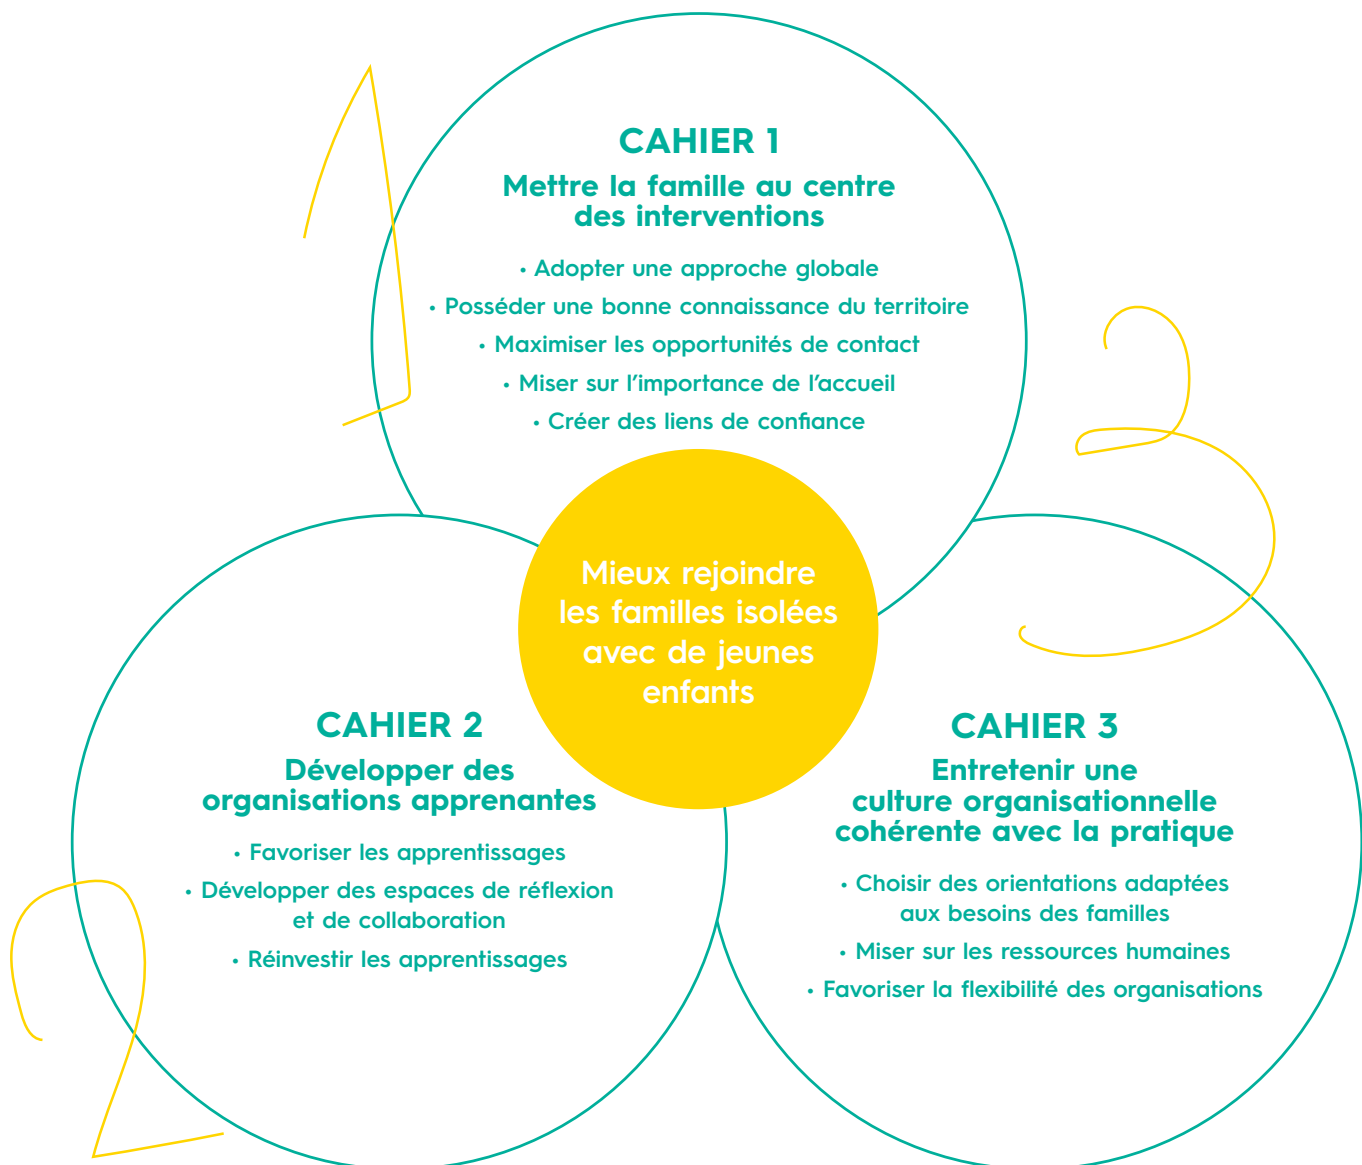 1
CAHIER 1
Mettre la famille au centre
des interventions
• Adopter une approche globale
• Posséder une bonne connaissance du territoire
• Maximiser les opportunités de contact
• Miser sur l'importance de l'accueil
• Créer des liens de confiance
Mieux rejoindre
les familles isolées
avec de jeunes
enfants
2
CAHIER 2
Développer des
organisations apprenantes
• Favoriser les apprentissages
• Développer des espaces de réflexion
et de collaboration
• Réinvestir les apprentissages
3
CAHIER 3
Entretenir une
culture organisationnelle
cohérente avec la pratique
• Choisir des orientations adaptées
aux besoins des familles
• Miser sur les ressources humaines
• Favoriser la flexibilité des organisations